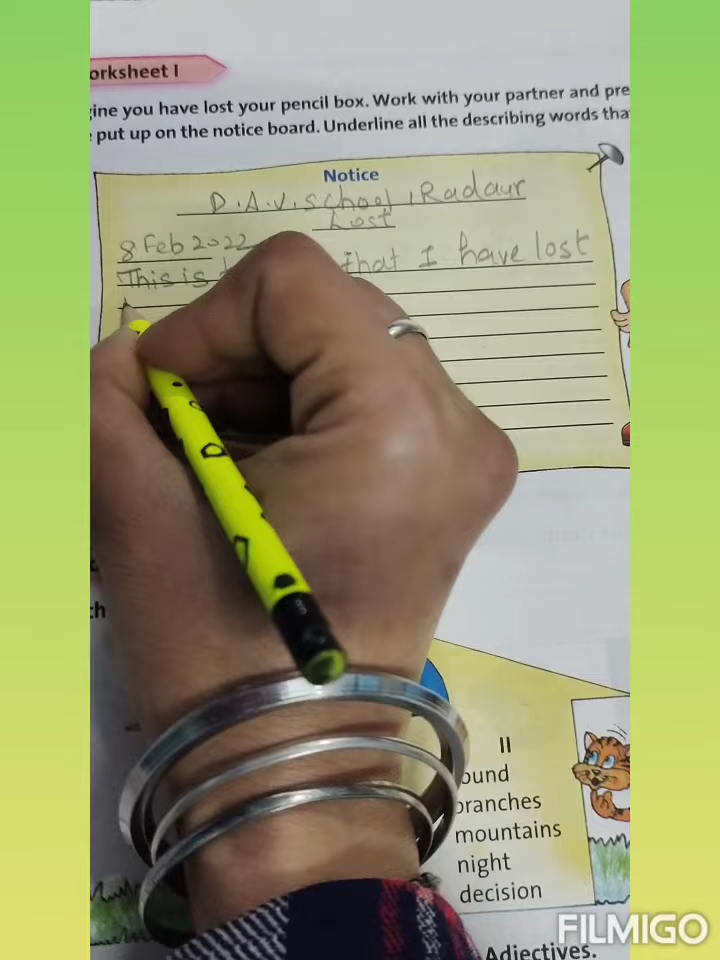 orksheet I
gine you have lost your pencil box. Work with your partner and pre
put up on the notice board. Underline all the describing words tha
Notice
D.A.V. School, Radaur
Lost
8 Feb 2022
This is that I have lost
II
ound
branches
mountains
night
decision
Adjectives.
FILMIGO